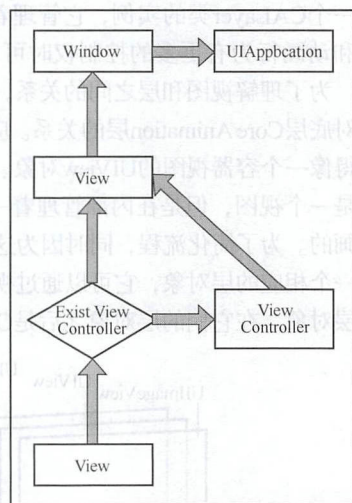 Window
UIAppbcation
View
Exist View
Controller
View
Controller
View